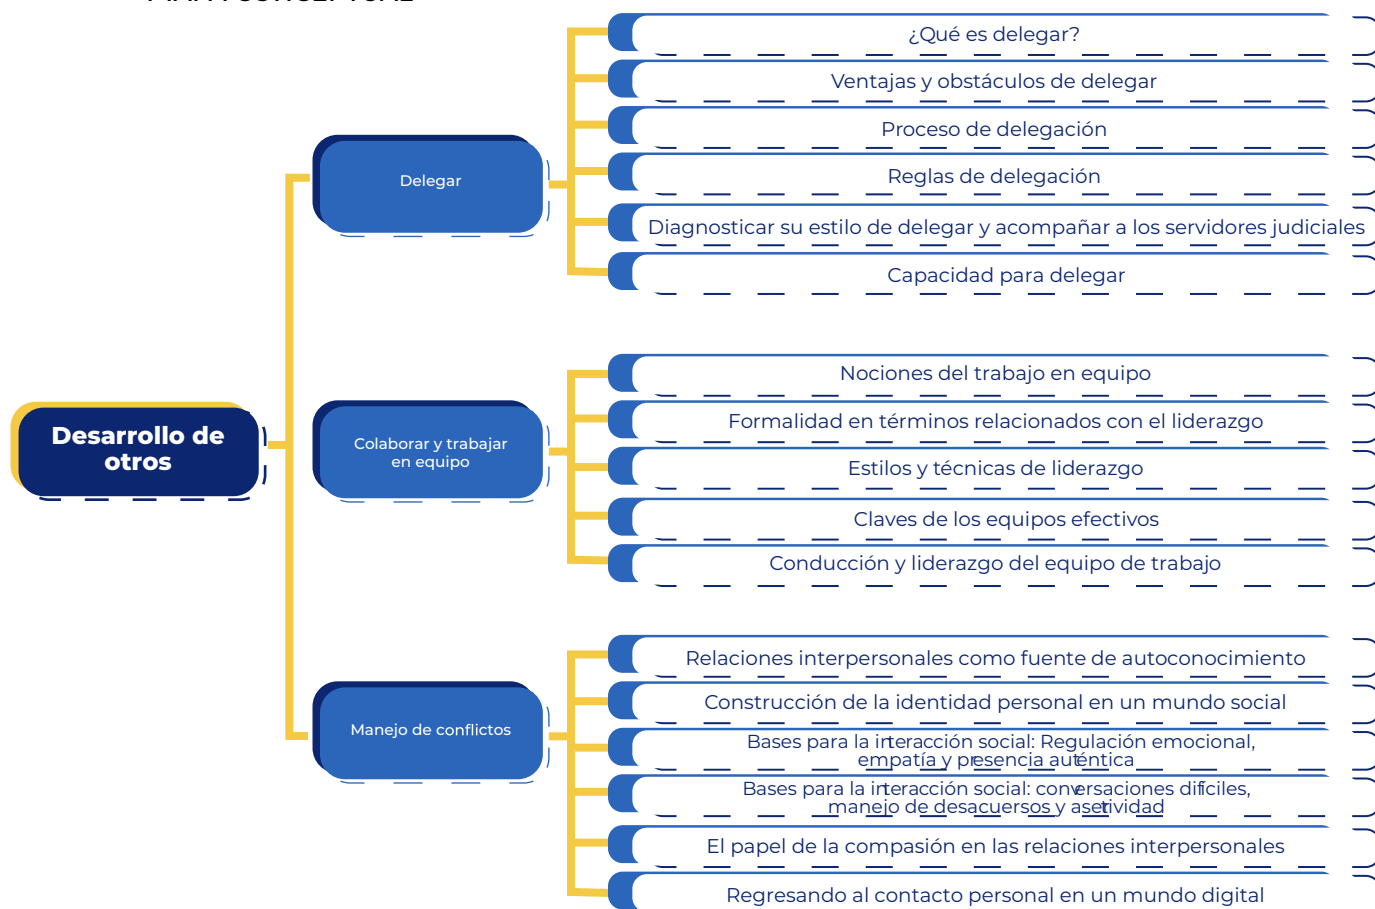 MAPA CONCEPTUAL
¿Qué es delegar?
Ventajas y obstáculos de delegar
Proceso de delegación
Reglas de delegación
Diagnosticar su estilo de delegar y acompañar a los servidores judiciales
Capacidad para delegar
Delegar
Nociones del trabajo en equipo
Formalidad en términos relacionados con el liderazgo
Estilos y técnicas de liderazgo
Claves de los equipos efectivos
Conducción y liderazgo del equipo de trabajo
Colaborar y trabajar
en equipo
Desarrollo de
otros
Relaciones interpersonales como fuente de autoconocimiento
Construcción de la identidad personal en un mundo social
Bases para la interacción social: Regulación emocional,
empatía y presencia auténtica
Bases para la interacción social: conversaciones difíciles,
manejo de desacuersos y asertividad
El papel de la compasión en las relaciones interpersonales
Regresando al contacto personal en un mundo digital
Manejo de conflictos